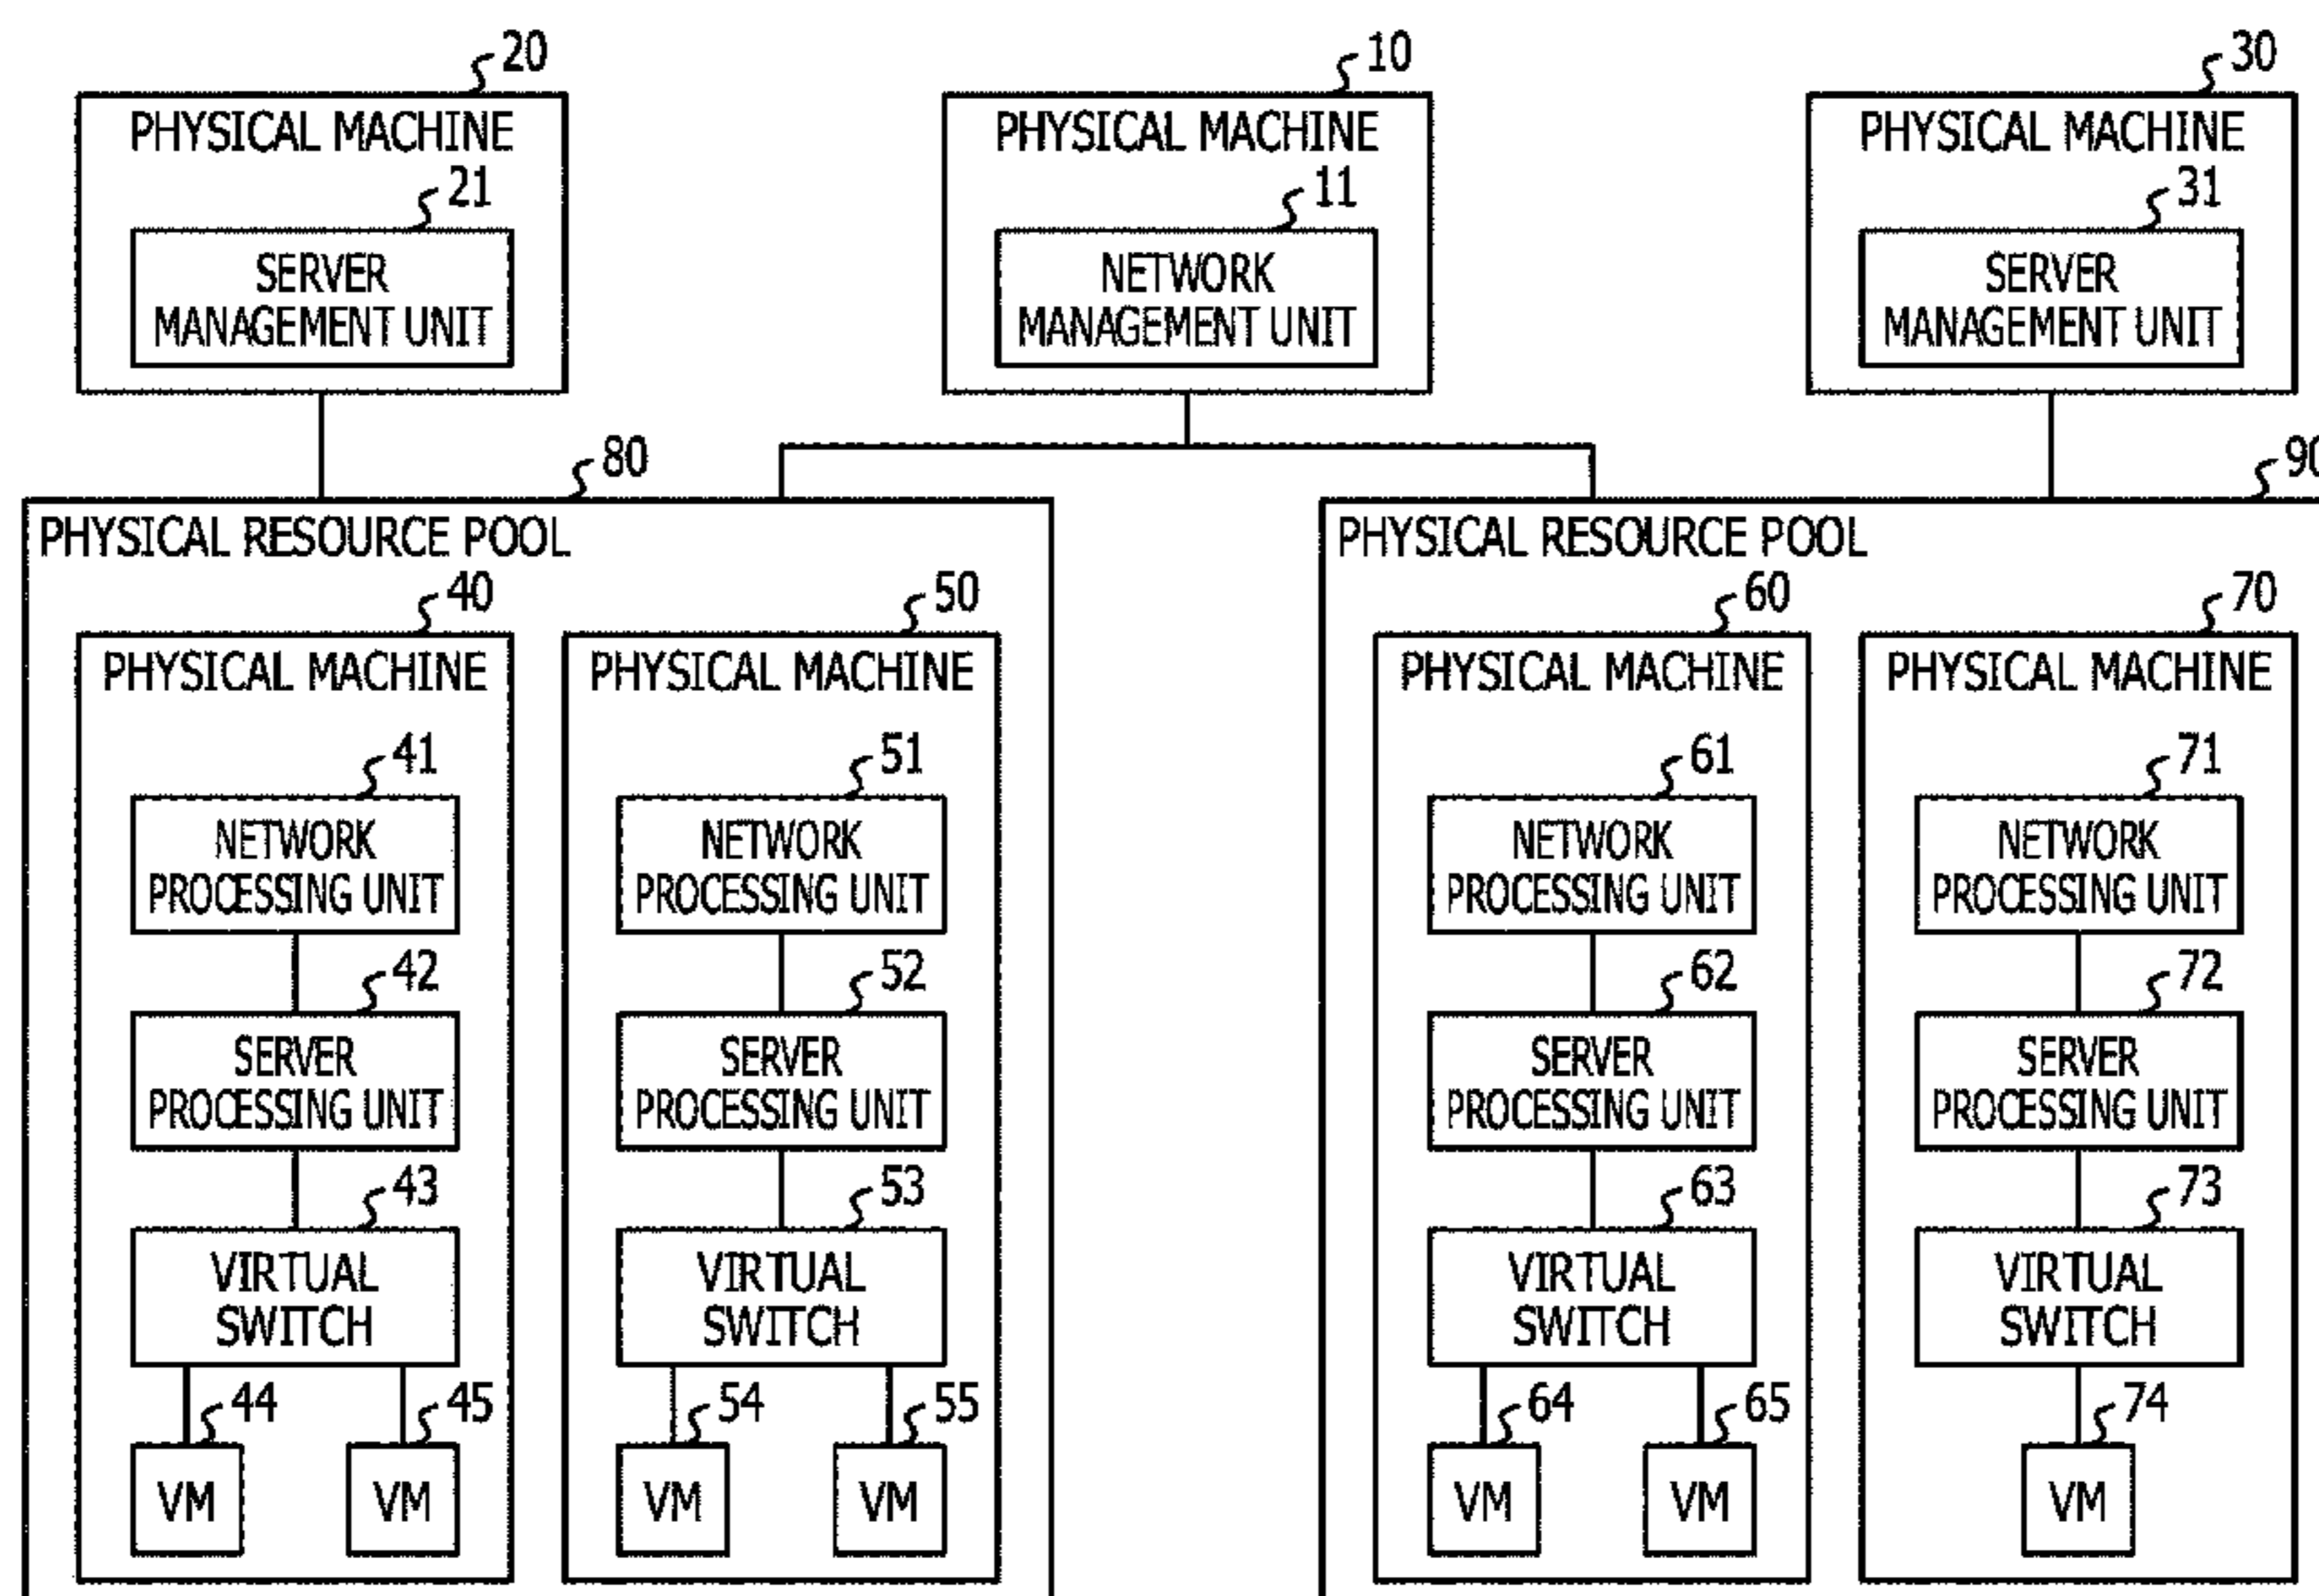 20
10
30
PHYSICAL MACHINE
PHYSICAL MACHINE
PHYSICAL MACHINE
21
11
31
SERVER
MANAGEMENT UNIT
NETWORK
MANAGEMENT UNIT
SERVER
MANAGEMENT UNIT
80
90
PHYSICAL RESOURCE POOL
PHYSICAL RESOURCE POOL
40
50
60
70
PHYSICAL MACHINE
PHYSICAL MACHINE
PHYSICAL MACHINE
PHYSICAL MACHINE
41
51
61
71
NETWORK
PROCESSING UNIT
NETWORK
PROCESSING UNIT
NETWORK
PROCESSING UNIT
NETWORK
PROCESSING UNIT
42
52
62
72
SERVER
PROCESSING UNIT
SERVER
PROCESSING UNIT
SERVER
PROCESSING UNIT
SERVER
PROCESSING UNIT
43
53
63
73
VIRTUAL
SWITCH
VIRTUAL
SWITCH
VIRTUAL
SWITCH
VIRTUAL
SWITCH
44
45
54
55
64
65
74
VM
VM
VM
VM
VM
VM
VM